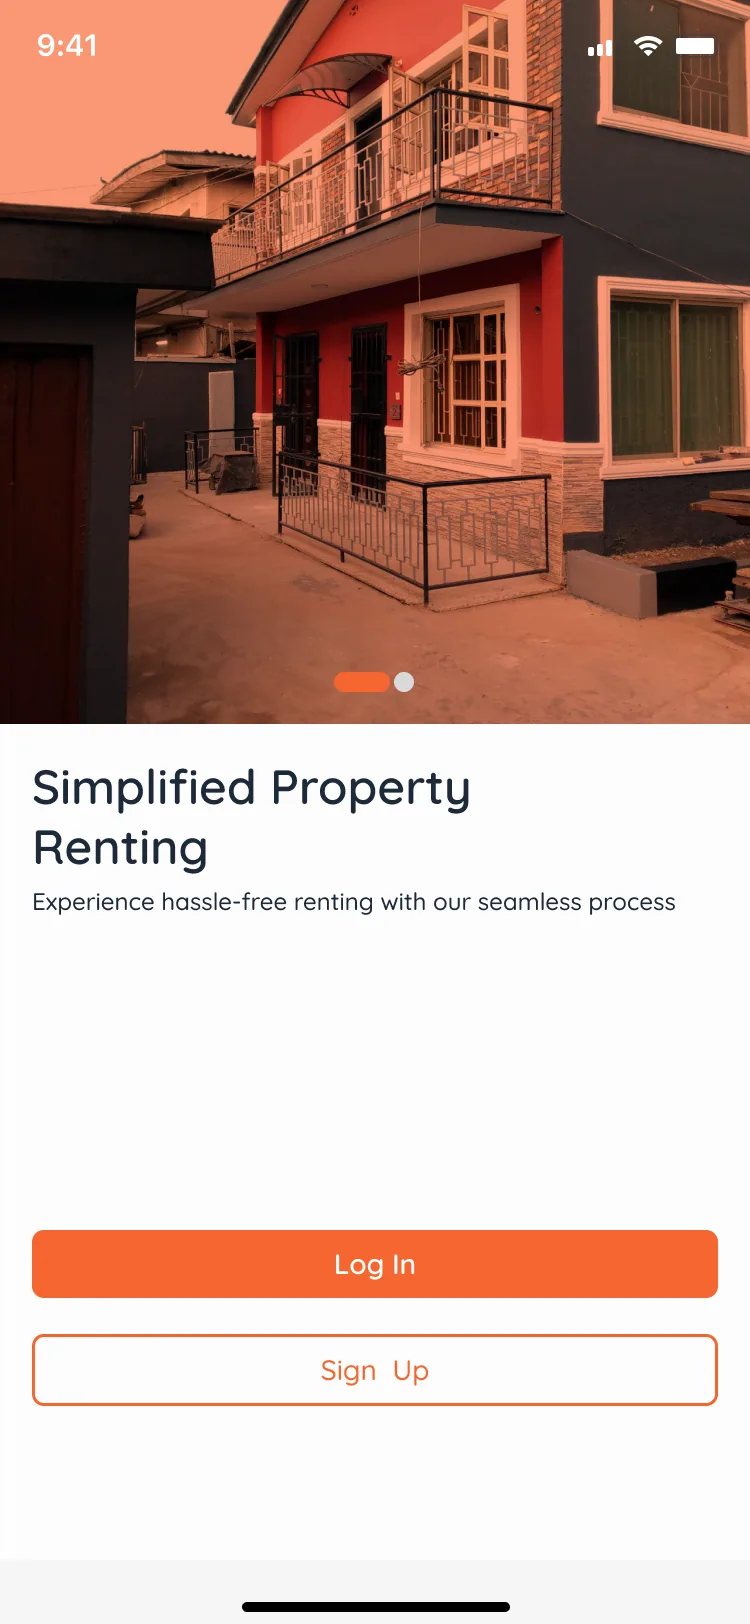 9:41
Simplified Property
Renting
Experience hassle-free renting with our seamless process
Log In
Sign Up